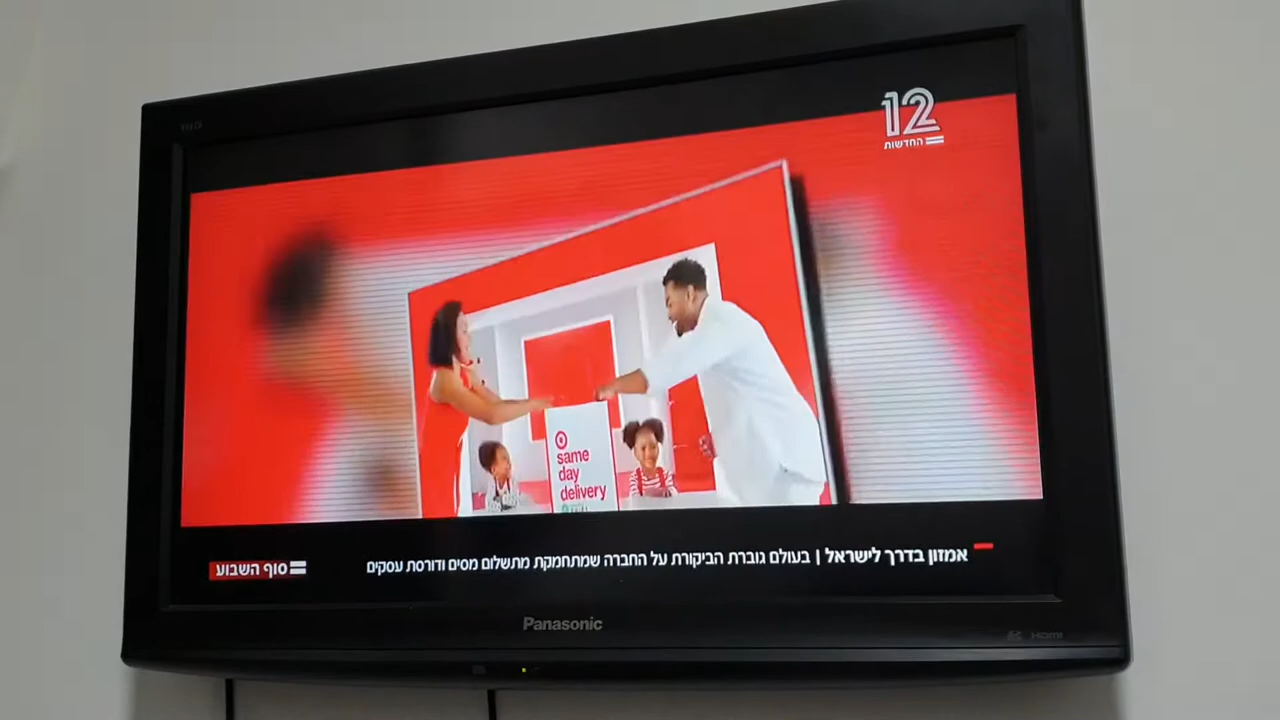 12
החדשות
same
day
delivery
אמזון בדרך לישראל | בעולם גוברת הביקורת על החברה שמתחמקת מתשלום מסים ודורסת עסקים
סוף השבוע
Panasonic
HDMI